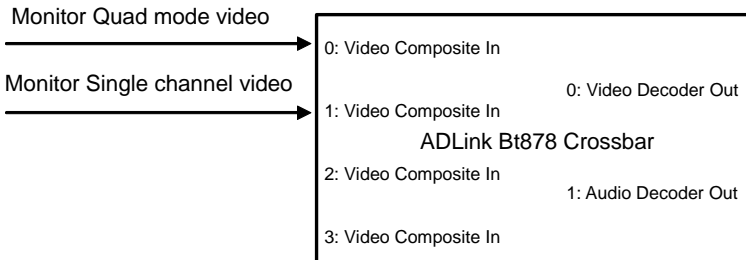 Monitor Quad mode video
0: Video Composite In
Monitor Single channel video
0: Video Decoder Out
1: Video Composite In
ADLink Bt878 Crossbar
2: Video Composite In
1: Audio Decoder Out
3: Video Composite In